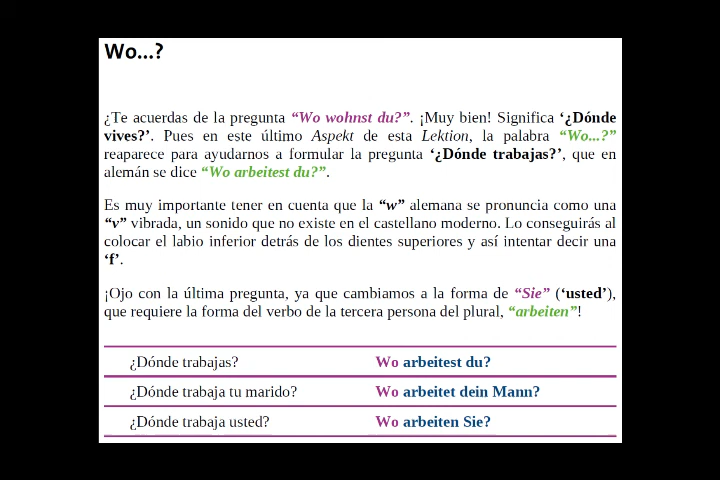 Wo...?
¿Te acuerdas de la pregunta “Wo wohnst du?”. ¡Muy bien! Significa ‘¿Dónde
vives?’. Pues en este último Aspekt de esta Lektion, la palabra “Wo...?”
reaparece para ayudarnos a formular la pregunta ‘¿Dónde trabajas?’, que en
alemán se dice “Wo arbeitest du?”.
Es muy importante tener en cuenta que la “w” alemana se pronuncia como una
“v” vibrada, un sonido que no existe en el castellano moderno. Lo conseguirás al
colocar el labio inferior detrás de los dientes superiores y así intentar decir una
‘f’.
¡Ojo con la última pregunta, ya que cambiamos a la forma de “Sie” (‘usted’),
que requiere la forma del verbo de la tercera persona del plural, “arbeiten”!
¿Dónde trabajas? Wo arbeitest du?
¿Dónde trabaja tu marido? Wo arbeitet dein Mann?
¿Dónde trabaja usted? Wo arbeiten Sie?